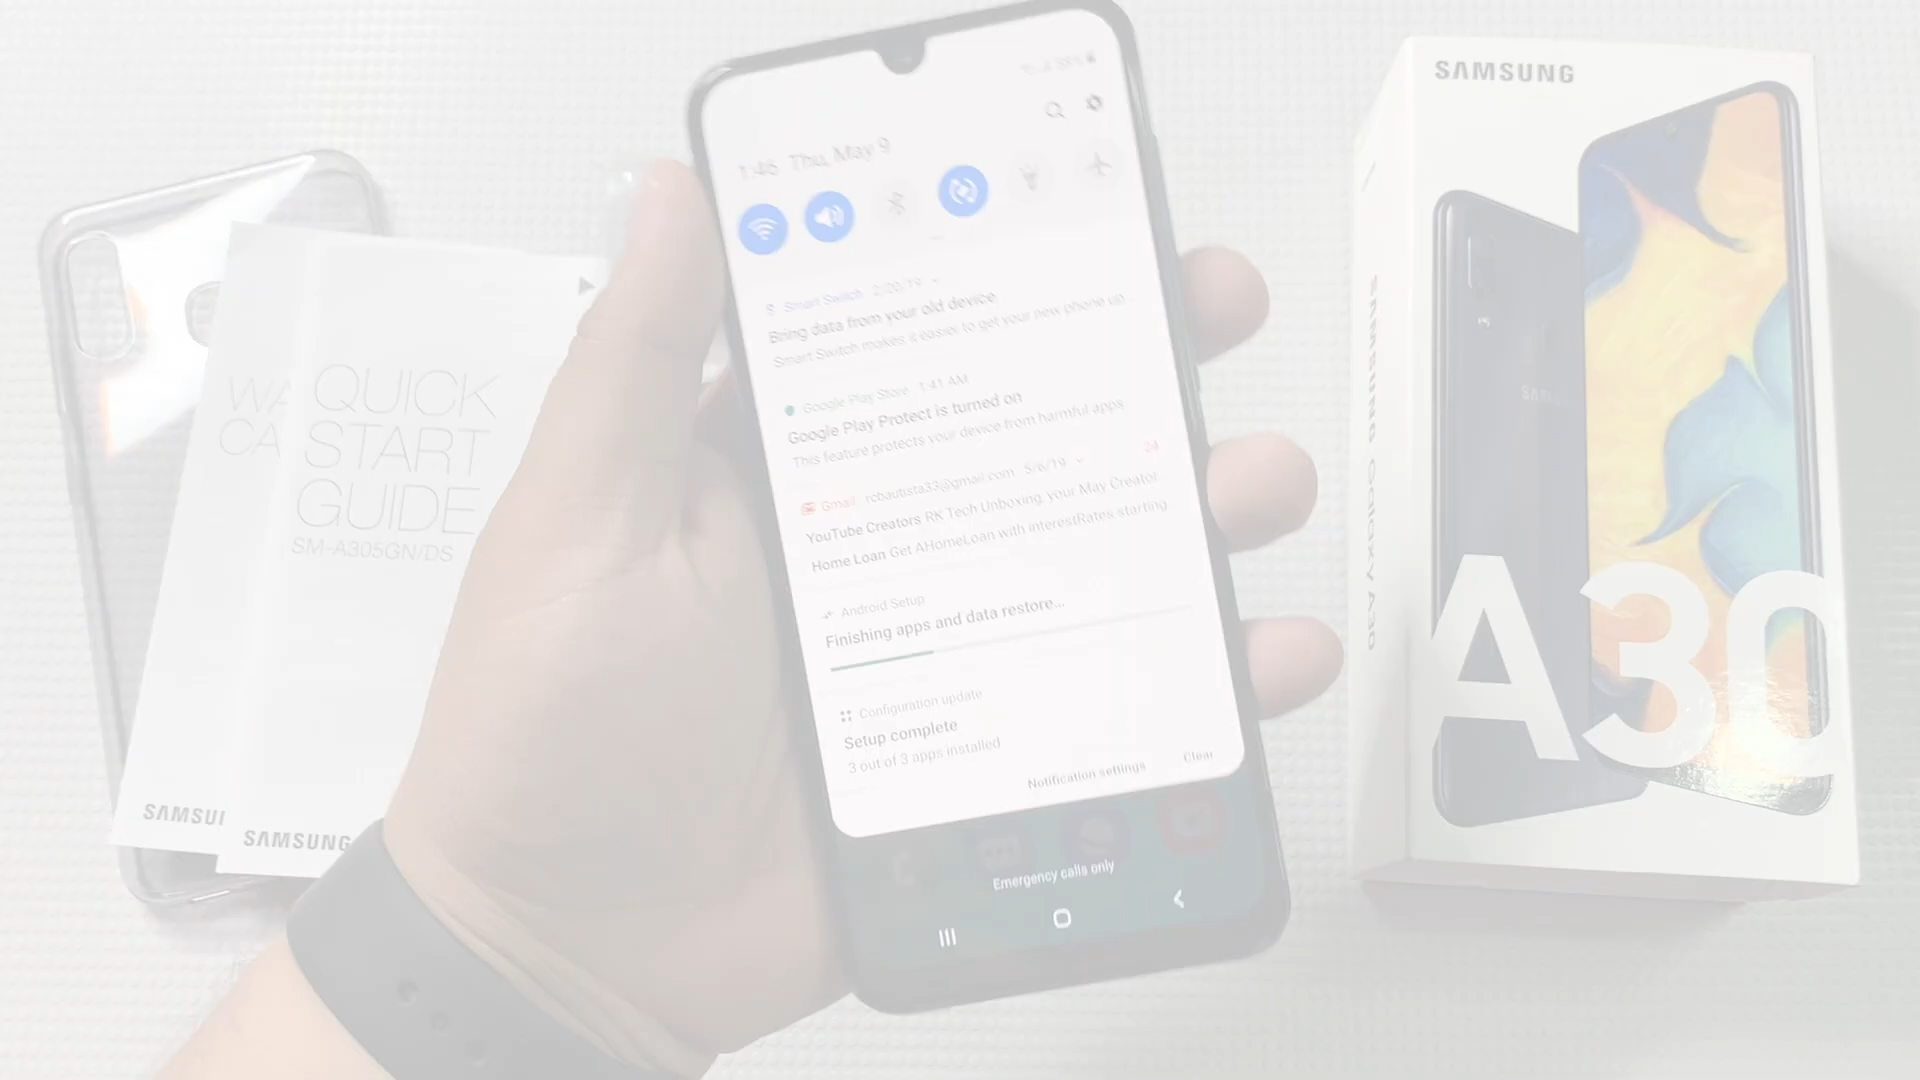 1:46 Thu, May 9
Smart Switch 2/20/19
Bring data from your old device
Smart Switch makes it easier to get your new phone up
Google Play Store 1:41 AM
Google Play Protect is turned on
This feature protects your device from harmful apps.
Gmail rcbautista33@gmail.com 5/6/19
24
YouTube Creators RK Tech Unboxing, your May Creator
Home Loan Get AHomeLoan with interestRates starting
Android Setup
Finishing apps and data restore...
Configuration update
Setup complete
3 out of 3 apps installed
Notification settings Clear
Emergency calls only
WA
CA
QUICK
START
GUIDE
SM-A305GN/DS
SAMSU
SAMSUNG
SAMSUNG
SAMSUNG Galaxy A30
A30